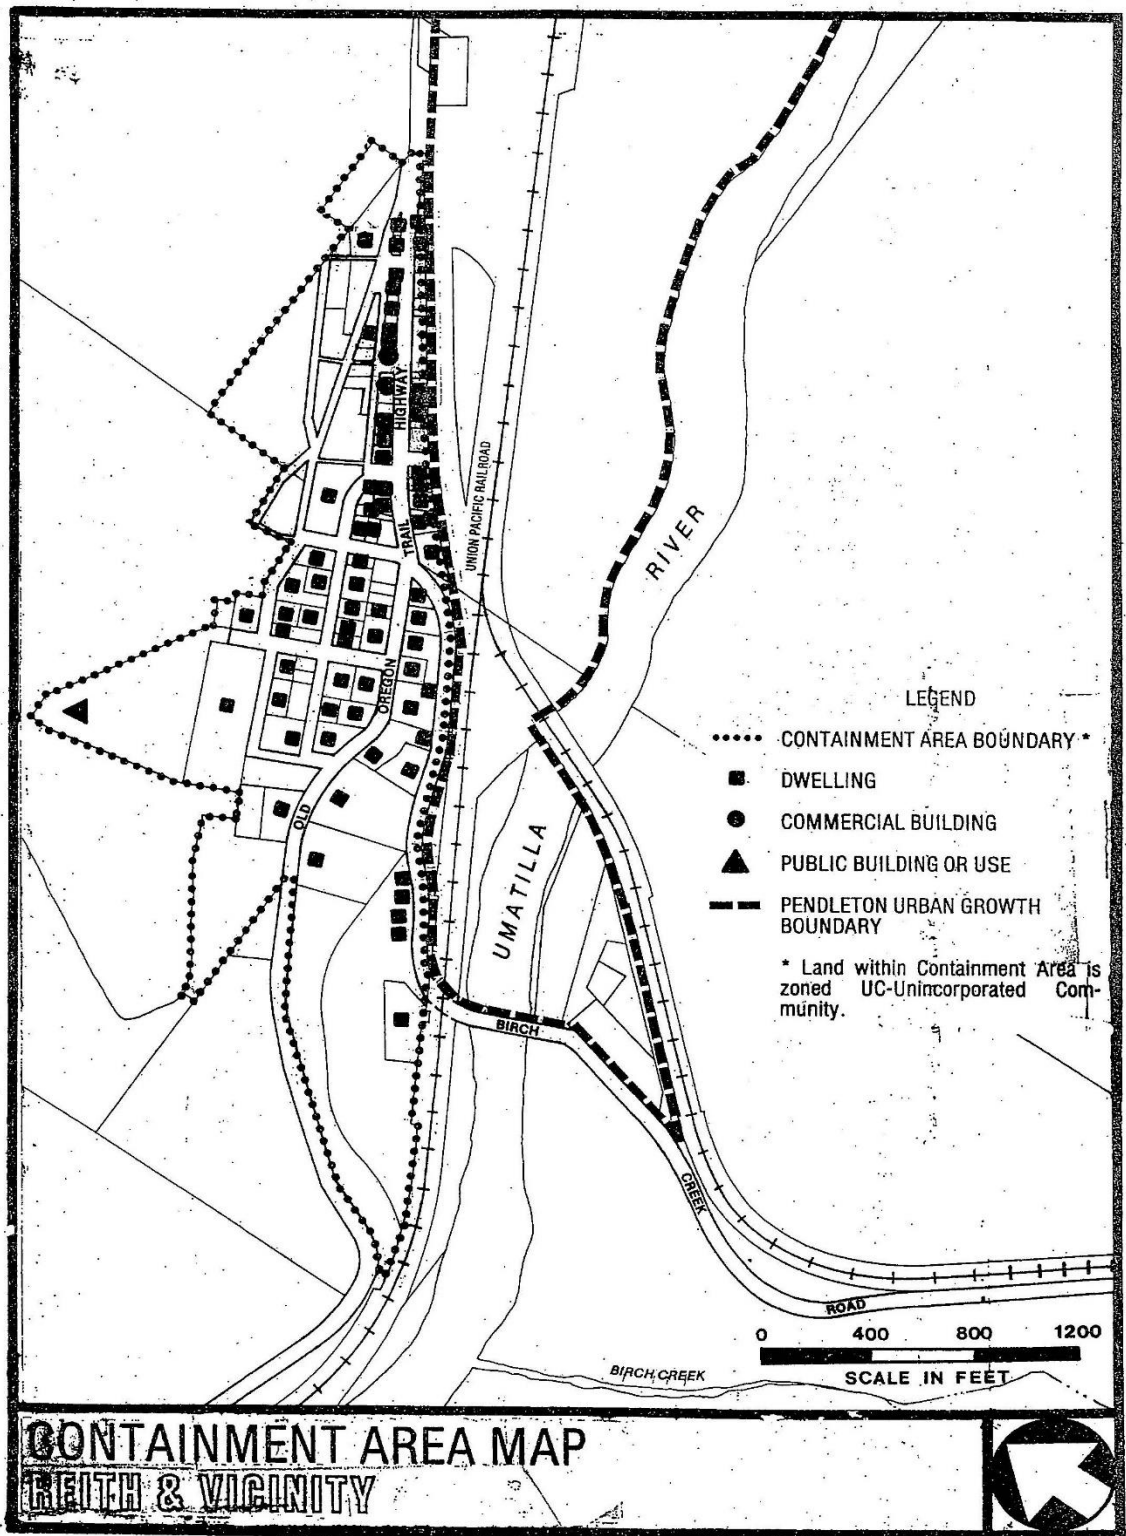 HIGHWAY
UNION PACIFIC RAILROAD
TRAIL
RIVER
OREGON
LEGEND
CONTAINMENT AREA BOUNDARY *
DWELLING
OLD
COMMERCIAL BUILDING
PUBLIC BUILDING OR USE
UMATILLA
PENDLETON URBAN GROWTH
BOUNDARY
* Land within Containment Area is
zoned UC-Unincorporated Com-
munity.
BIRCH
CREEK
ROAD
0 400 800 1200
SCALE IN FEET
BIRCH CREEK
CONTAINMENT AREA MAP
REITH & VICINITY